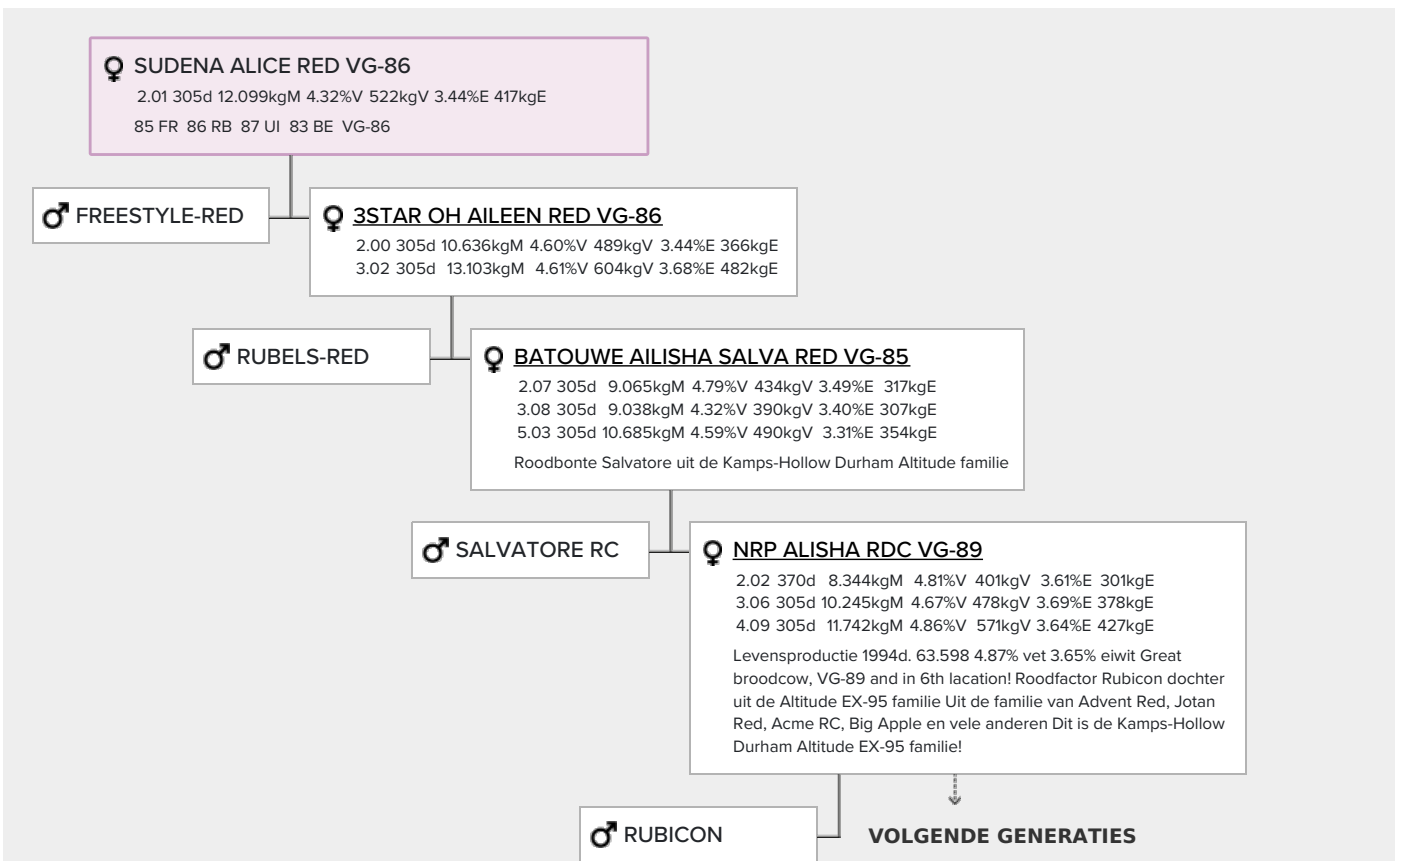 SUDENA ALICE RED VG-86
2.01 305d 12.099kgM 4.32%V 522kgV 3.44%E 417kgE
85 FR 86 RB 87 UI 83 BE VG-86
FREESTYLE-RED
3STAR OH AILEEN RED VG-86
2.00 305d 10.636kgM 4.60%V 489kgV 3.44%E 366kgE
3.02 305d 13.103kgM 4.61%V 604kgV 3.68%E 482kgE
RUBELS-RED
BATOUWE AILISHA SALVA RED VG-85
2.07 305d 9.065kgM 4.79%V 434kgV 3.49%E 317kgE
3.08 305d 9.038kgM 4.32%V 390kgV 3.40%E 307kgE
5.03 305d 10.685kgM 4.59%V 490kgV 3.31%E 354kgE
Roodbonte Salvatore uit de Kamps-Hollow Durham Altitude familie
SALVATORE RC
NRP ALISHA RDC VG-89
2.02 370d 8.344kgM 4.81%V 401kgV 3.61%E 301kgE
3.06 305d 10.245kgM 4.67%V 478kgV 3.69%E 378kgE
4.09 305d 11.742kgM 4.86%V 571kgV 3.64%E 427kgE
Levensproductie 1994d. 63.598 4.87% vet 3.65% eiwit Great
broodcow, VG-89 and in 6th lacation! Roodfactor Rubicon dochter
uit de Altitude EX-95 familie Uit de familie van Advent Red, Jotan
Red, Acme RC, Big Apple en vele anderen Dit is de Kamps-Hollow
Durham Altitude EX-95 familie!
RUBICON
VOLGENDE GENERATIES